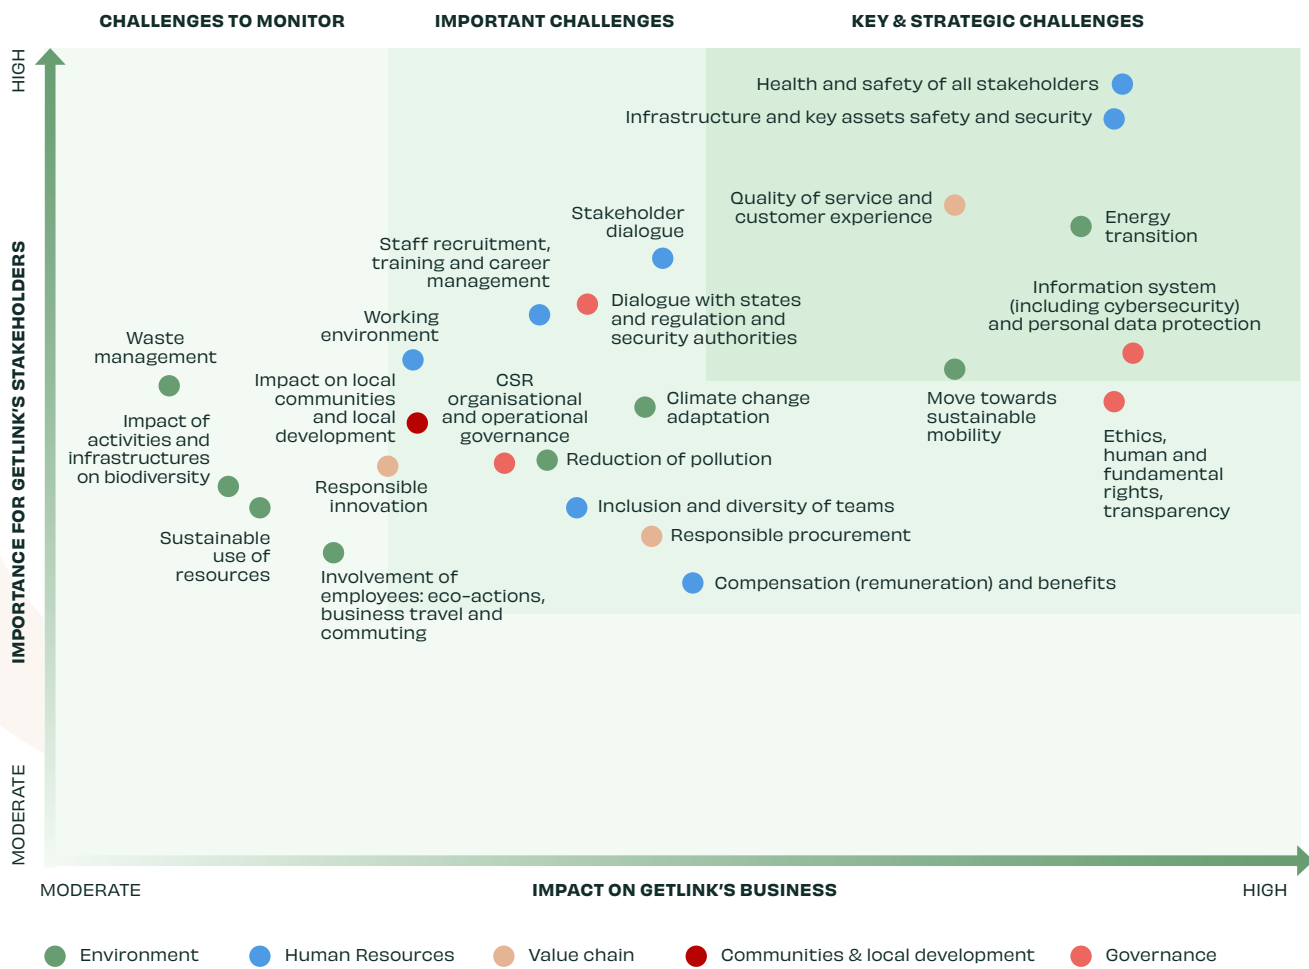 CHALLENGES TO MONITOR
IMPORTANT CHALLENGES
KEY & STRATEGIC CHALLENGES
HIGH
IMPORTANCE FOR GETLINK'S STAKEHOLDERS
MODERATE
Health and safety of all stakeholders
Infrastructure and key assets safety and security
Quality of service and
customer experience
Energy
transition
Stakeholder
dialogue
Staff recruitment,
training and career
management
Dialogue with states
and regulation and
security authorities
Information system
(including cybersecurity)
and personal data protection
Working
environment
Waste
management
Impact on local
communities
and local
development
CSR
organisational
and operational
governance
Climate change
adaptation
Move towards
sustainable
mobility
Ethics,
human and
fundamental
rights,
transparency
Impact of
activities and
infrastructures
on biodiversity
Reduction of pollution
Responsible
innovation
Inclusion and diversity of teams
Sustainable
use of
resources
Responsible procurement
Involvement of
employees: eco-actions,
business travel and
commuting
Compensation (remuneration) and benefits
MODERATE
IMPACT ON GETLINK'S BUSINESS
HIGH
Environment
Human Resources
Value chain
Communities & local development
Governance